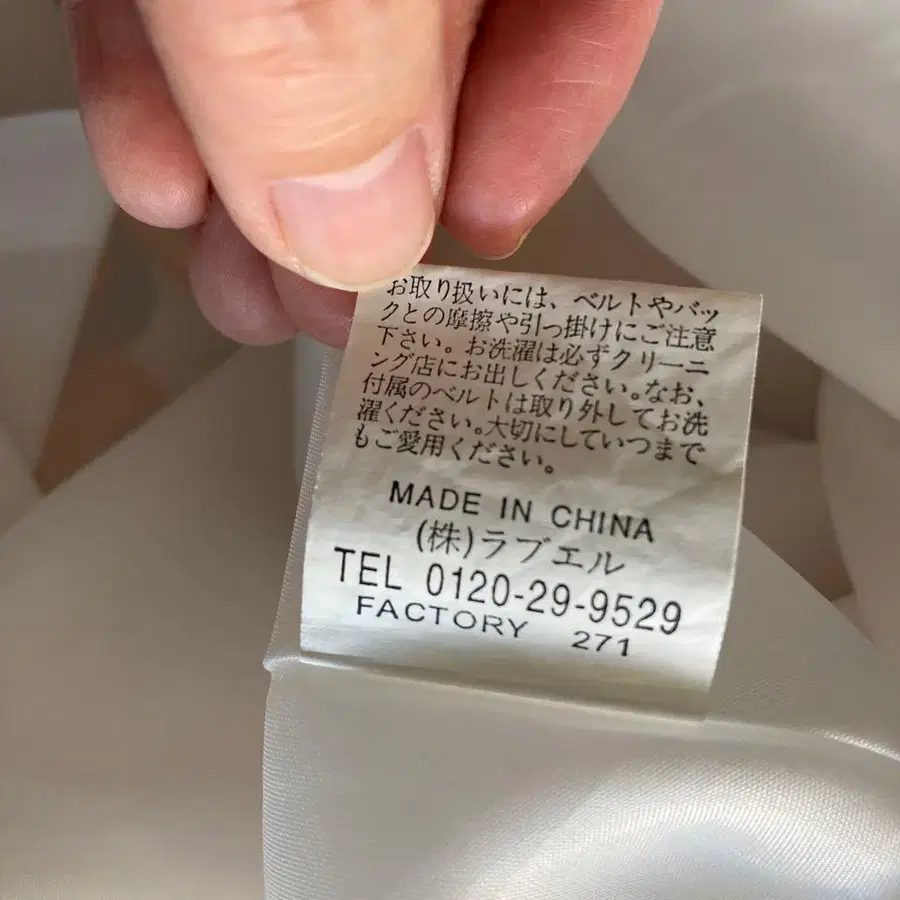 お取り扱いには、ベルトやバッ
クとの摩擦や引っ掛けにご注意
下さい。お洗濯は必ずクリーニ
ング店にお出しください。なお、
付属のベルトは取り外してお洗
濯ください。大切にしていつまで
もご愛用ください。
MADE IN CHINA
(株)ラブエル
TEL 0120-29-9529
FACTORY 271